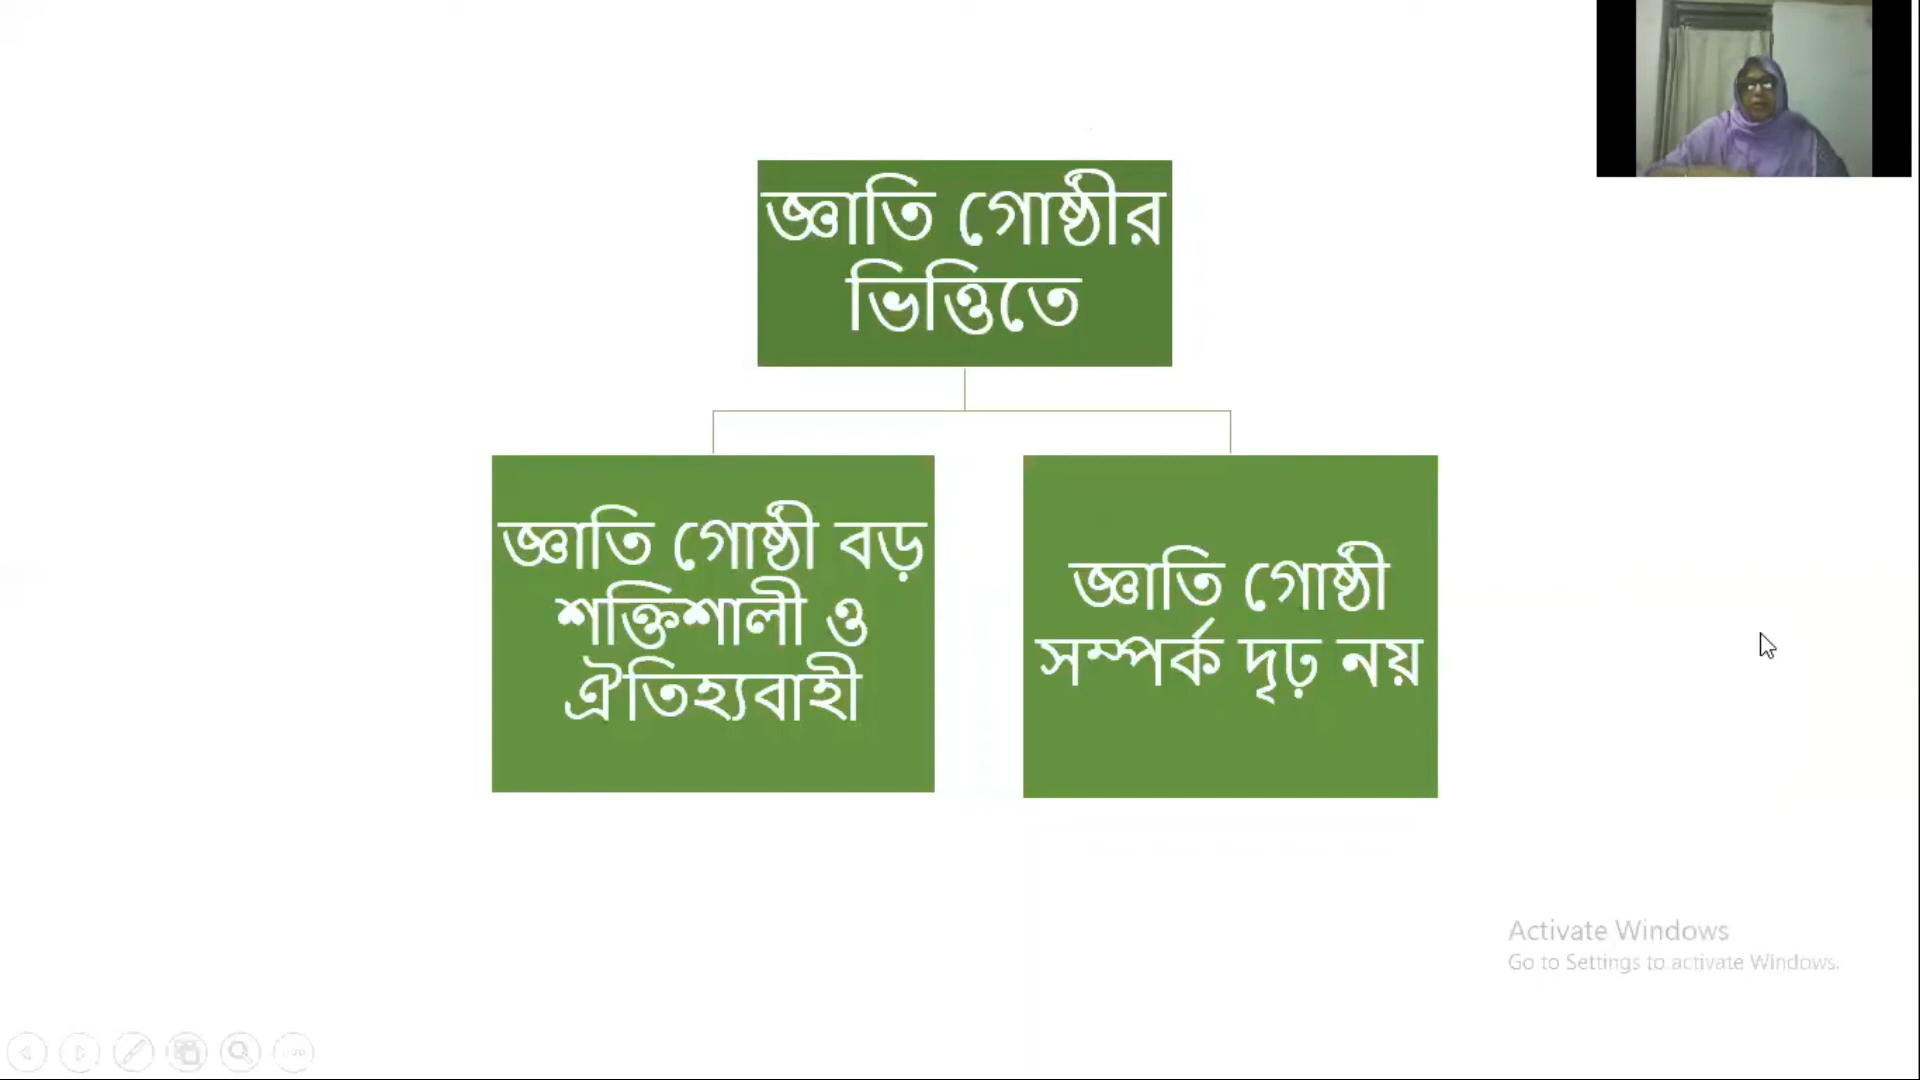 জ্ঞাতি গোষ্ঠীর
ভিত্তিতে
জ্ঞাতি গোষ্ঠী বড়
শক্তিশালী ও
ঐতিহ্যবাহী
জ্ঞাতি গোষ্ঠী
সম্পর্ক দৃঢ় নয়
Activate Windows
Go to Settings to activate Windows.